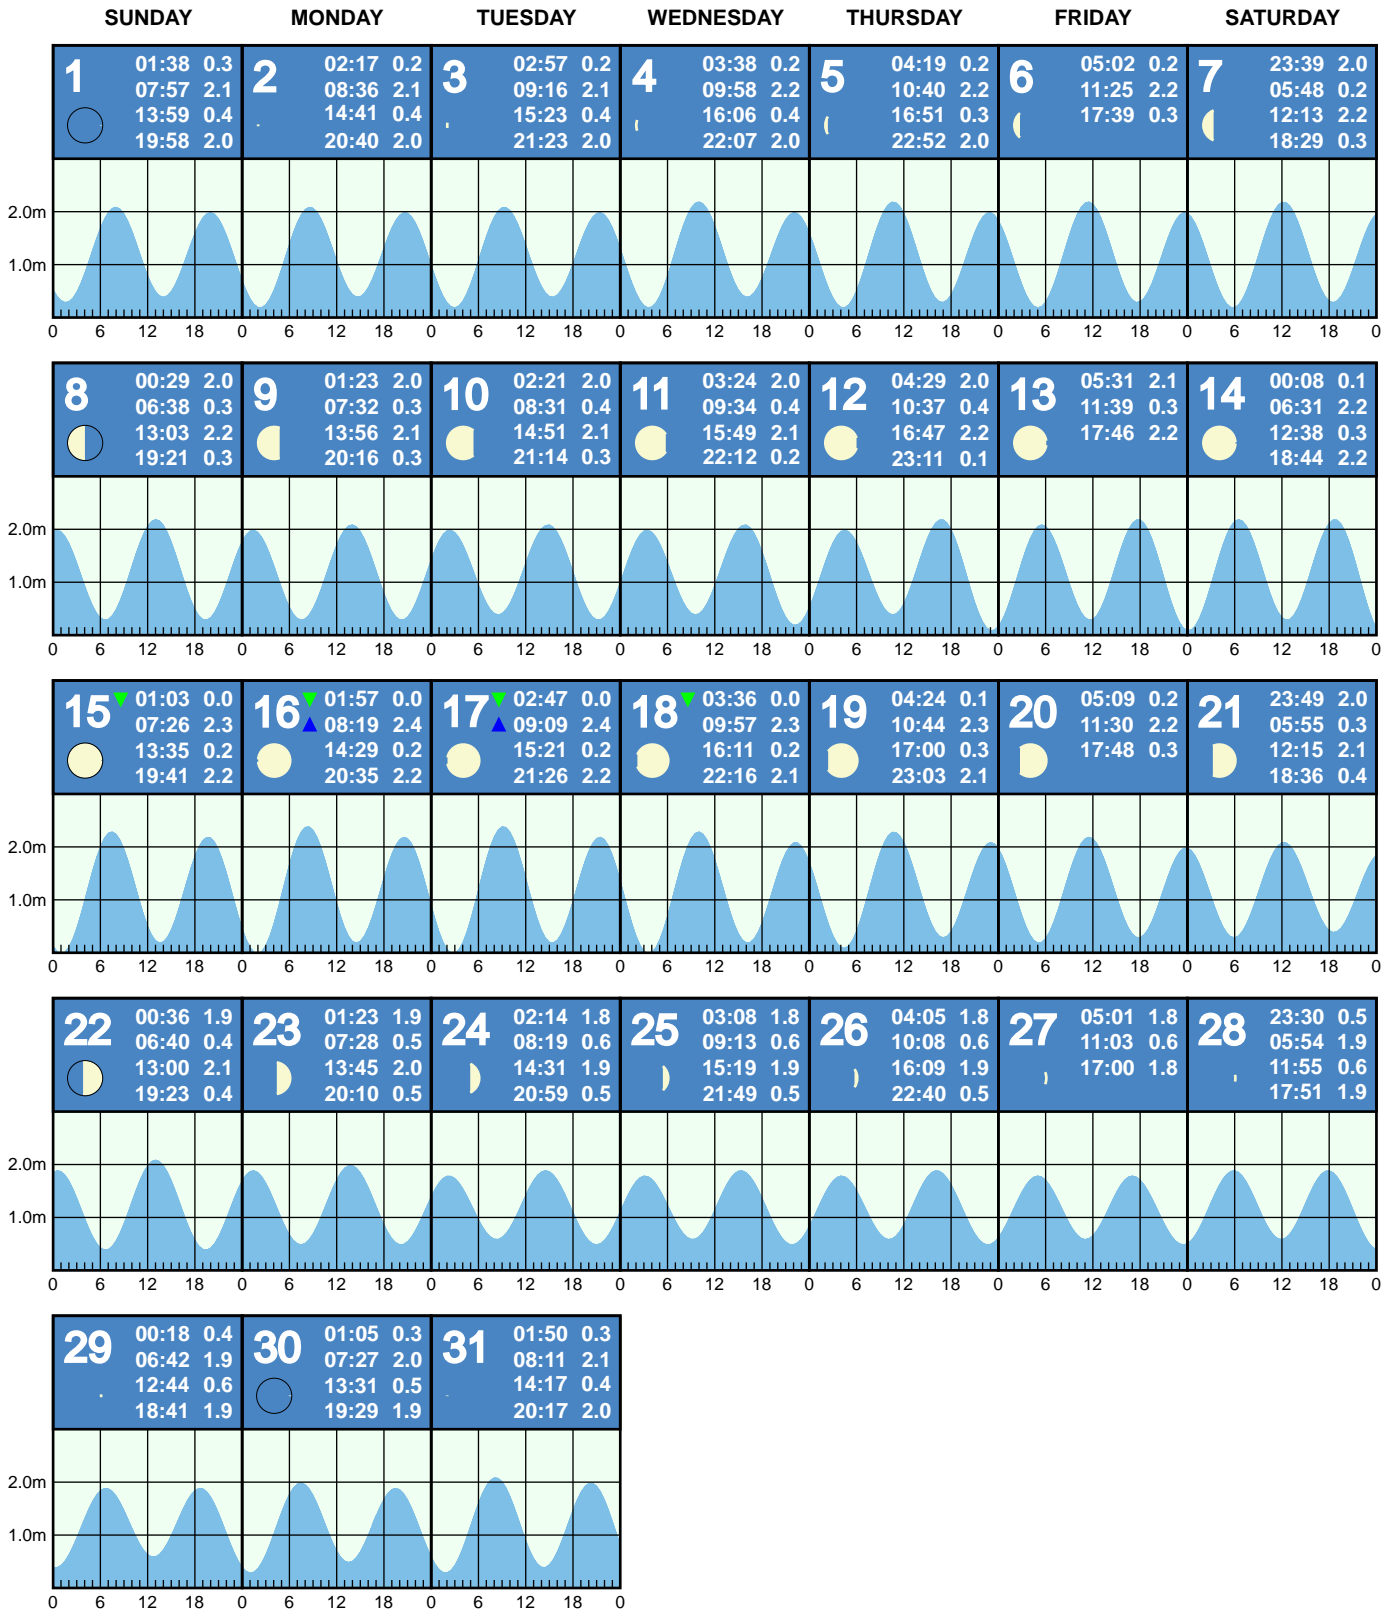 SUNDAY MONDAY TUESDAY WEDNESDAY THURSDAY FRIDAY SATURDAY
1 01:38 0.3
07:57 2.1
13:59 0.4
19:58 2.0
2 02:17 0.2
08:36 2.1
14:41 0.4
20:40 2.0
3 02:57 0.2
09:16 2.1
15:23 0.4
21:23 2.0
4 03:38 0.2
09:58 2.2
16:06 0.4
22:07 2.0
5 04:19 0.2
10:40 2.2
16:51 0.3
22:52 2.0
6 05:02 0.2
11:25 2.2
17:39 0.3
7 23:39 2.0
05:48 0.2
12:13 2.2
18:29 0.3
2.0m
1.0m
0 6 12 18 0 6 12 18 0 6 12 18 0 6 12 18 0 6 12 18 0 6 12 18 0 6 12 18 0
8 00:29 2.0
06:38 0.3
13:03 2.2
19:21 0.3
9 01:23 2.0
07:32 0.3
13:56 2.1
20:16 0.3
10 02:21 2.0
08:31 0.4
14:51 2.1
21:14 0.3
11 03:24 2.0
09:34 0.4
15:49 2.1
22:12 0.2
12 04:29 2.0
10:37 0.4
16:47 2.2
23:11 0.1
13 05:31 2.1
11:39 0.3
17:46 2.2
14 00:08 0.1
06:31 2.2
12:38 0.3
18:44 2.2
2.0m
1.0m
0 6 12 18 0 6 12 18 0 6 12 18 0 6 12 18 0 6 12 18 0 6 12 18 0 6 12 18 0
15 01:03 0.0
07:26 2.3
13:35 0.2
19:41 2.2
16 01:57 0.0
08:19 2.4
14:29 0.2
20:35 2.2
17 02:47 0.0
09:09 2.4
15:21 0.2
21:26 2.2
18 03:36 0.0
09:57 2.3
16:11 0.2
22:16 2.1
19 04:24 0.1
10:44 2.3
17:00 0.3
23:03 2.1
20 05:09 0.2
11:30 2.2
17:48 0.3
21 23:49 2.0
05:55 0.3
12:15 2.1
18:36 0.4
2.0m
1.0m
0 6 12 18 0 6 12 18 0 6 12 18 0 6 12 18 0 6 12 18 0 6 12 18 0 6 12 18 0
22 00:36 1.9
06:40 0.4
13:00 2.1
19:23 0.4
23 01:23 1.9
07:28 0.5
13:45 2.0
20:10 0.5
24 02:14 1.8
08:19 0.6
14:31 1.9
20:59 0.5
25 03:08 1.8
09:13 0.6
15:19 1.9
21:49 0.5
26 04:05 1.8
10:08 0.6
16:09 1.9
22:40 0.5
27 05:01 1.8
11:03 0.6
17:00 1.8
28 23:30 0.5
05:54 1.9
11:55 0.6
17:51 1.9
2.0m
1.0m
0 6 12 18 0 6 12 18 0 6 12 18 0 6 12 18 0 6 12 18 0 6 12 18 0 6 12 18 0
29 00:18 0.4
06:42 1.9
12:44 0.6
18:41 1.9
30 01:05 0.3
07:27 2.0
13:31 0.5
19:29 1.9
31 01:50 0.3
08:11 2.1
14:17 0.4
20:17 2.0
2.0m
1.0m
0 6 12 18 0 6 12 18 0 6 12 18 0